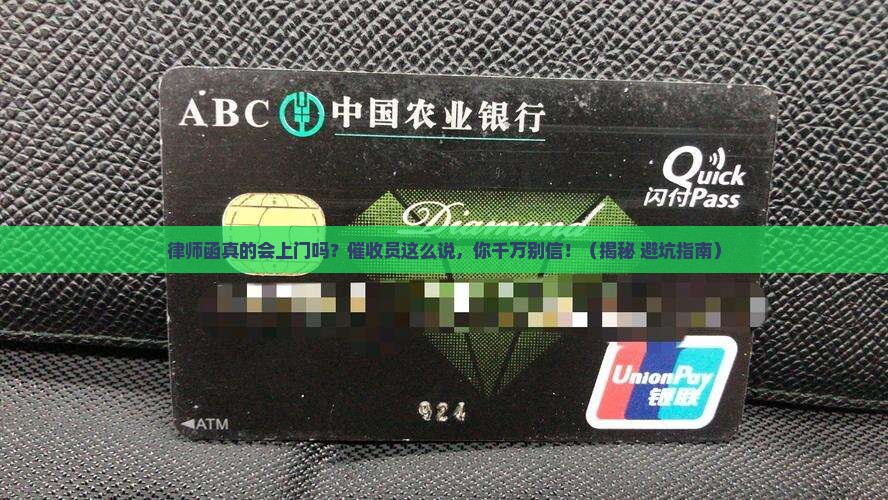 ABC 中国农业银行
Quick
闪付Pass
Diamond
律师函真的会上门吗？催收员这么说，你千万别信！（揭秘 避坑指南）
UnionPay
银联
924
ATM